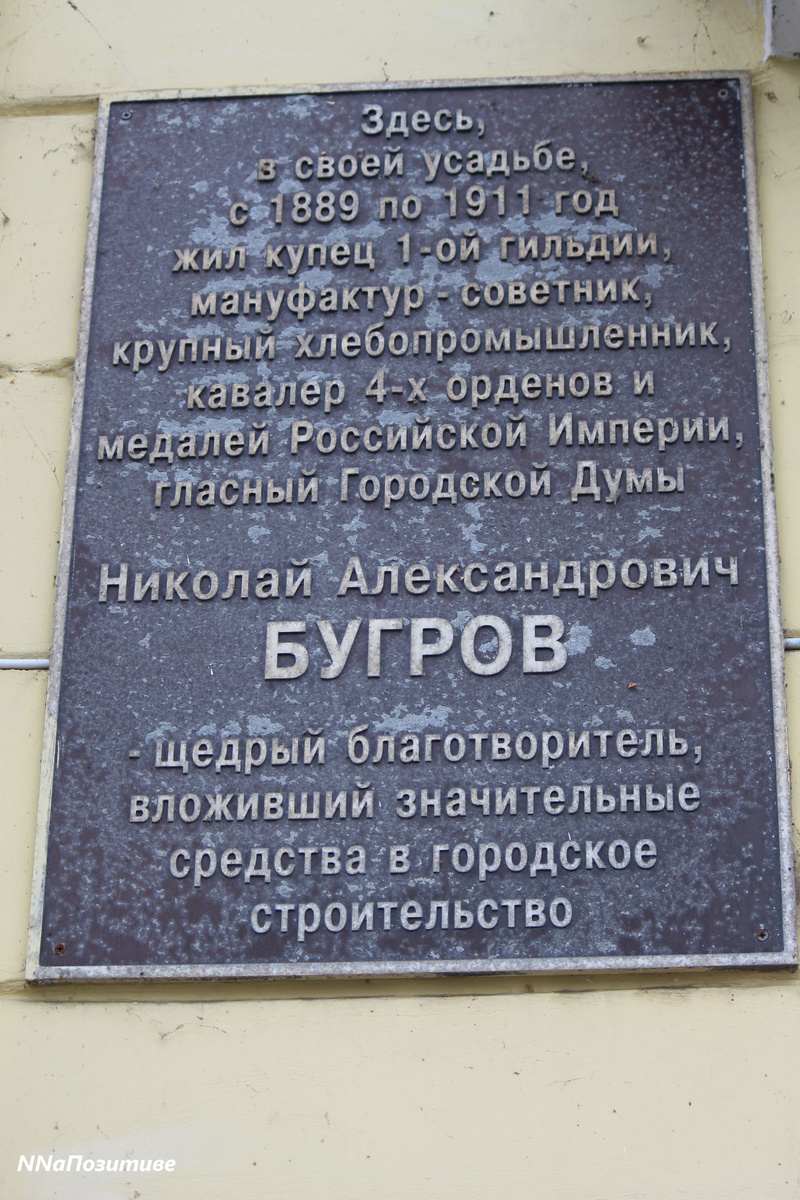 Здесь,
в своей усадьбе,
с 1889 по 1911 год
жил купец 1-ой гильдии,
мануфактур - советник,
крупный хлебопромышленник,
кавалер 4-х орденов и
медалей Российской Империи,
гласный Городской Думы
Николай Александрович
БУГРОВ
- щедрый благотворитель,
вложивший значительные
средства в городское
строительство
NNаПозитиве